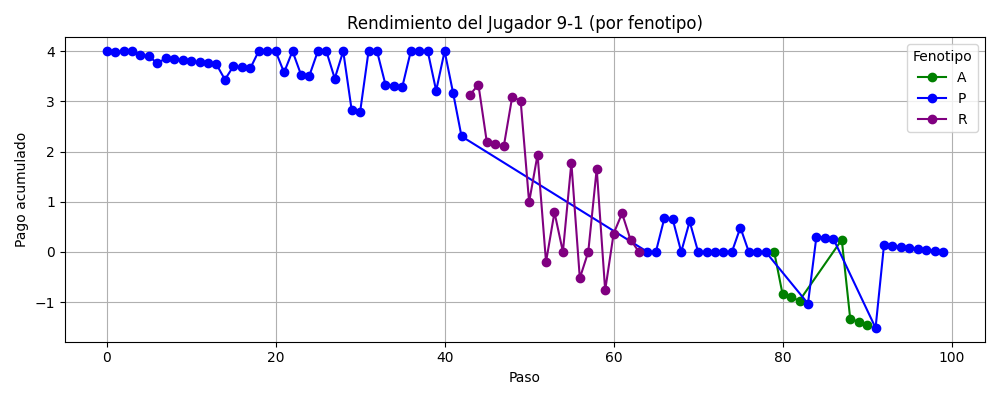 Rendimiento del Jugador 9-1 (por fenotipo)
Pago acumulado
4
3
2
1
0
−1
0
20
40
60
80
100
Paso
Fenotipo
A
P
R